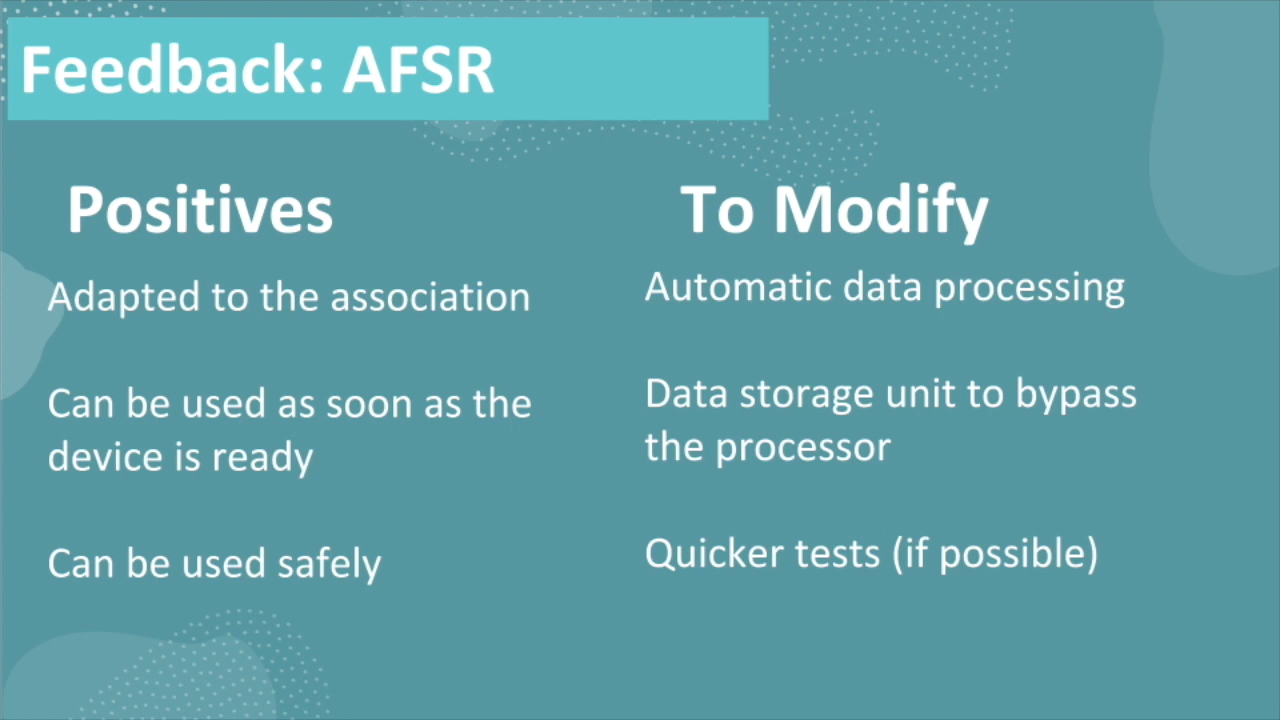 Feedback: AFSR
Positives
Adapted to the association
Can be used as soon as the
device is ready
Can be used safely
To Modify
Automatic data processing
Data storage unit to bypass
the processor
Quicker tests (if possible)